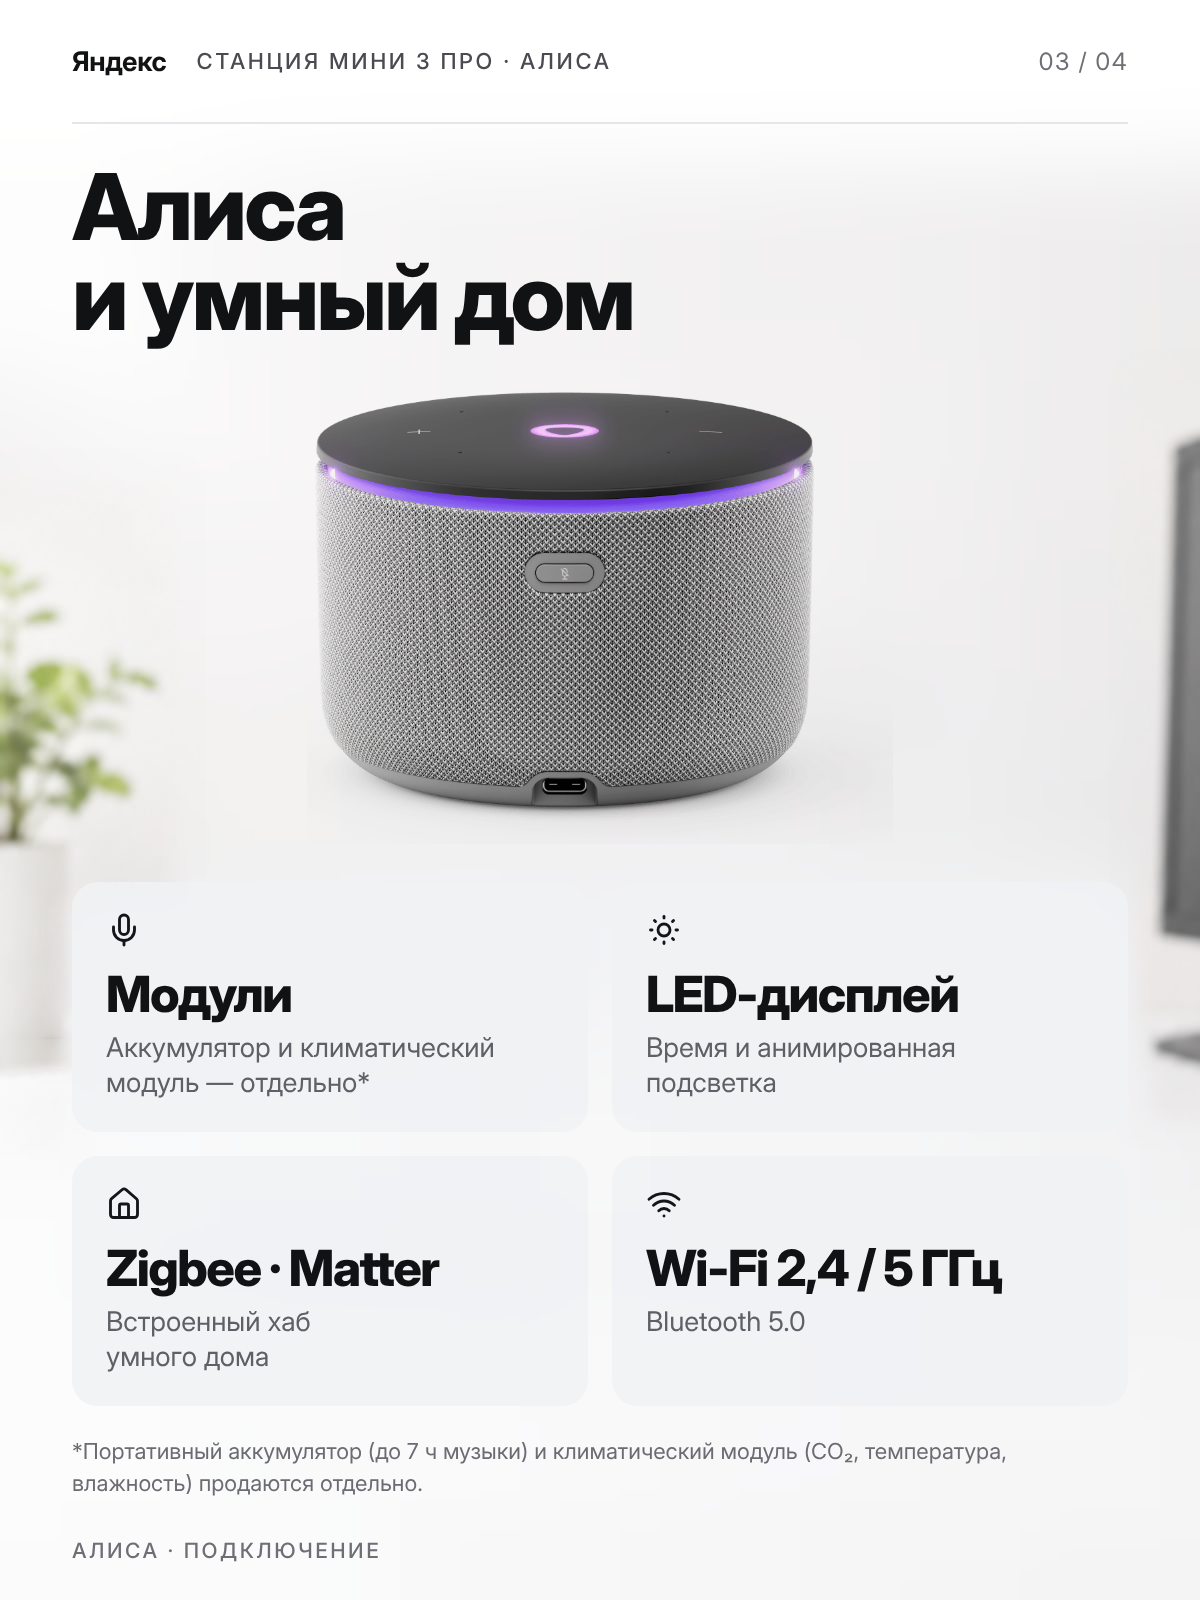 Яндекс СТАНЦИЯ МИНИ 3 ПРО · АЛИСА 03 / 04
Алиса
и умный дом
Модули
Аккумулятор и климатический
модуль — отдельно*
LED-дисплей
Время и анимированная
подсветка
Zigbee · Matter
Встроенный хаб
умного дома
Wi-Fi 2,4 / 5 ГГц
Bluetooth 5.0
*Портативный аккумулятор (до 7 ч музыки) и климатический модуль (CO₂, температура,
влажность) продаются отдельно.
АЛИСА · ПОДКЛЮЧЕНИЕ